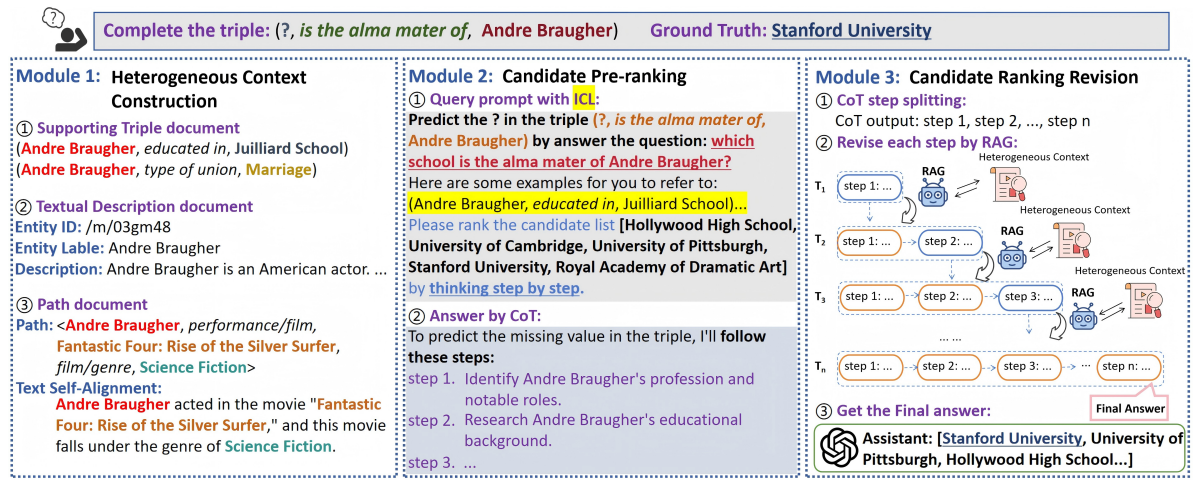 Complete the triple: (?, is the alma mater of, Andre Braugher) Ground Truth: Stanford University
Module 1: Heterogeneous Context
Construction
① Supporting Triple document
(Andre Braugher, educated in, Juilliard School)
(Andre Braugher, type of union, Marriage)
② Textual Description document
Entity ID: /m/03gm48
Entity Lable: Andre Braugher
Description: Andre Braugher is an American actor. ...
③ Path document
Path: <Andre Braugher, performance/film,
Fantastic Four: Rise of the Silver Surfer,
film/genre, Science Fiction>
Text Self-Alignment:
Andre Braugher acted in the movie "Fantastic
Four: Rise of the Silver Surfer," and this movie
falls under the genre of Science Fiction.
Module 2: Candidate Pre-ranking
① Query prompt with ICL:
Predict the ? in the triple (?, is the alma mater of,
Andre Braugher) by answer the question: which
school is the alma mater of Andre Braugher?
Here are some examples for you to refer to:
(Andre Braugher, educated in, Juilliard School)...
Please rank the candidate list [Hollywood High School,
University of Cambridge, University of Pittsburgh,
Stanford University, Royal Academy of Dramatic Art]
by thinking step by step.
② Answer by CoT:
To predict the missing value in the triple, I'll follow
these steps:
step 1. Identify Andre Braugher's profession and
notable roles.
step 2. Research Andre Braugher's educational
background.
step 3. ...
Module 3: Candidate Ranking Revision
① CoT step splitting:
CoT output: step 1, step 2, ..., step n
② Revise each step by RAG:
Heterogeneous Context
RAG
T1 step 1: ...
Heterogeneous Context
RAG
T2 step 1: ... step 2: ...
Heterogeneous Context
RAG
T3 step 1: ... step 2: ... step 3: ...
... ...
Tn step 1: ... step 2: ... step 3: ... ... step n: ...
Final Answer
③ Get the Final answer:
Assistant: [Stanford University, University of
Pittsburgh, Hollywood High School...]